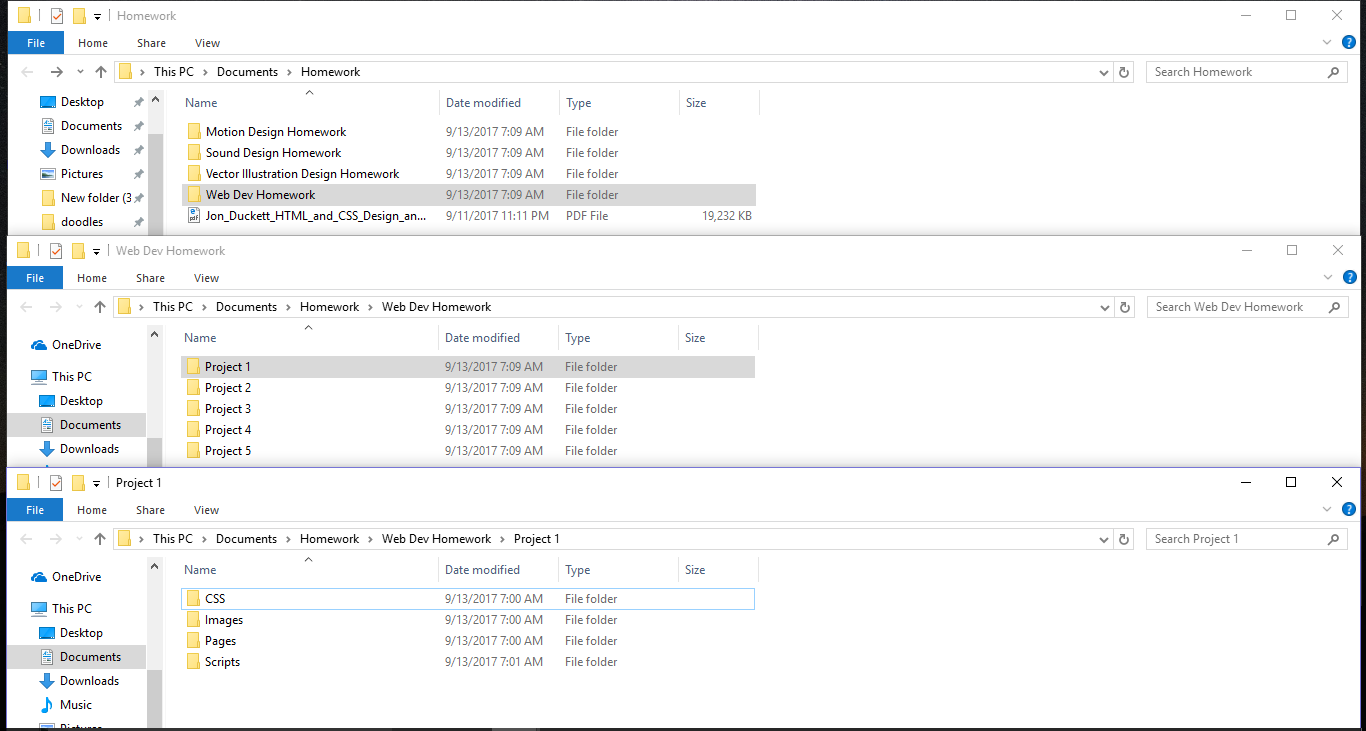 Homework
File Home Share View
This PC Documents Homework Search Homework
Name Date modified Type Size
Desktop
Documents
Downloads
Pictures
New folder (3
doodles
Motion Design Homework 9/13/2017 7:09 AM File folder
Sound Design Homework 9/13/2017 7:09 AM File folder
Vector Illustration Design Homework 9/13/2017 7:09 AM File folder
Web Dev Homework 9/13/2017 7:09 AM File folder
Jon_Duckett_HTML_and_CSS_Design_an... 9/11/2017 11:11 PM PDF File 19,232 KB
Web Dev Homework
File Home Share View
This PC Documents Homework Web Dev Homework Search Web Dev Homework
Name Date modified Type Size
OneDrive
This PC
Desktop
Documents
Downloads
Project 1 9/13/2017 7:09 AM File folder
Project 2 9/13/2017 7:09 AM File folder
Project 3 9/13/2017 7:09 AM File folder
Project 4 9/13/2017 7:09 AM File folder
Project 5 9/13/2017 7:09 AM File folder
Project 1
File Home Share View
This PC Documents Homework Web Dev Homework Project 1 Search Project 1
Name Date modified Type Size
OneDrive
This PC
Desktop
Documents
Downloads
Music
Pictures
CSS 9/13/2017 7:00 AM File folder
Images 9/13/2017 7:00 AM File folder
Pages 9/13/2017 7:00 AM File folder
Scripts 9/13/2017 7:01 AM File folder